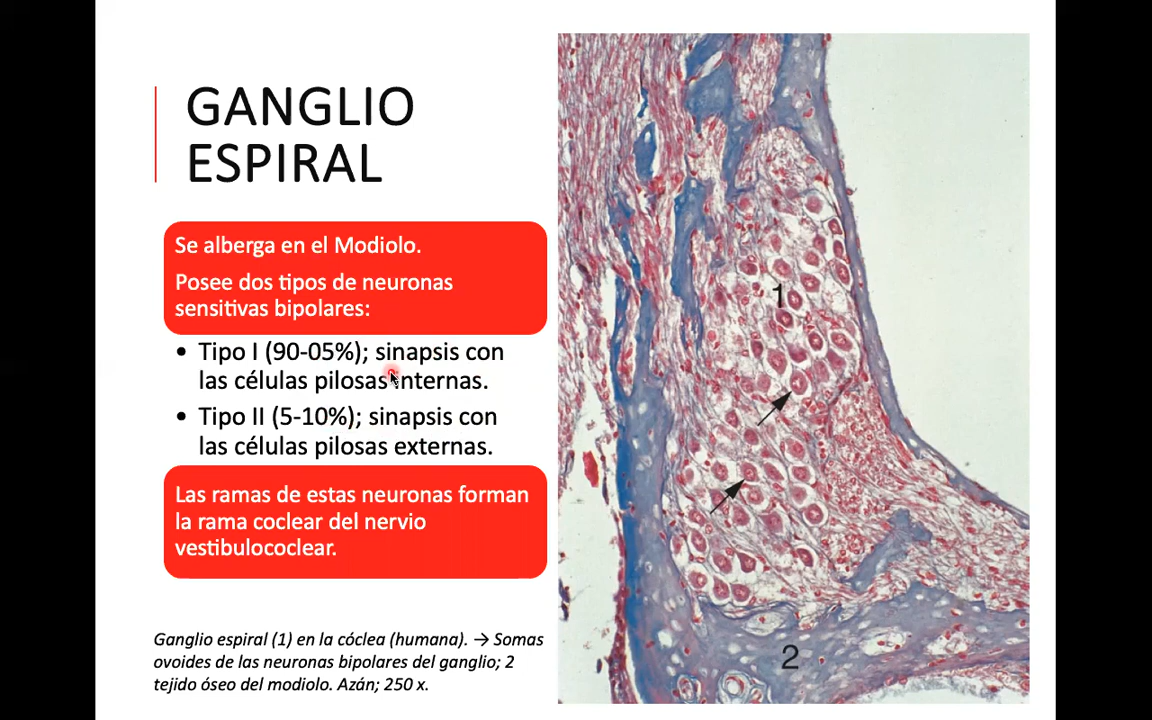 GANGLIO
ESPIRAL
Se alberga en el Modiolo.
Posee dos tipos de neuronas
sensitivas bipolares:
• Tipo I (90-05%); sinapsis con
las células pilosas internas.
• Tipo II (5-10%); sinapsis con
las células pilosas externas.
Las ramas de estas neuronas forman
la rama coclear del nervio
vestibulococlear.
Ganglio espiral (1) en la cóclea (humana). → Somas
ovoides de las neuronas bipolares del ganglio; 2
tejido óseo del modiolo. Azán; 250 x.
1
2